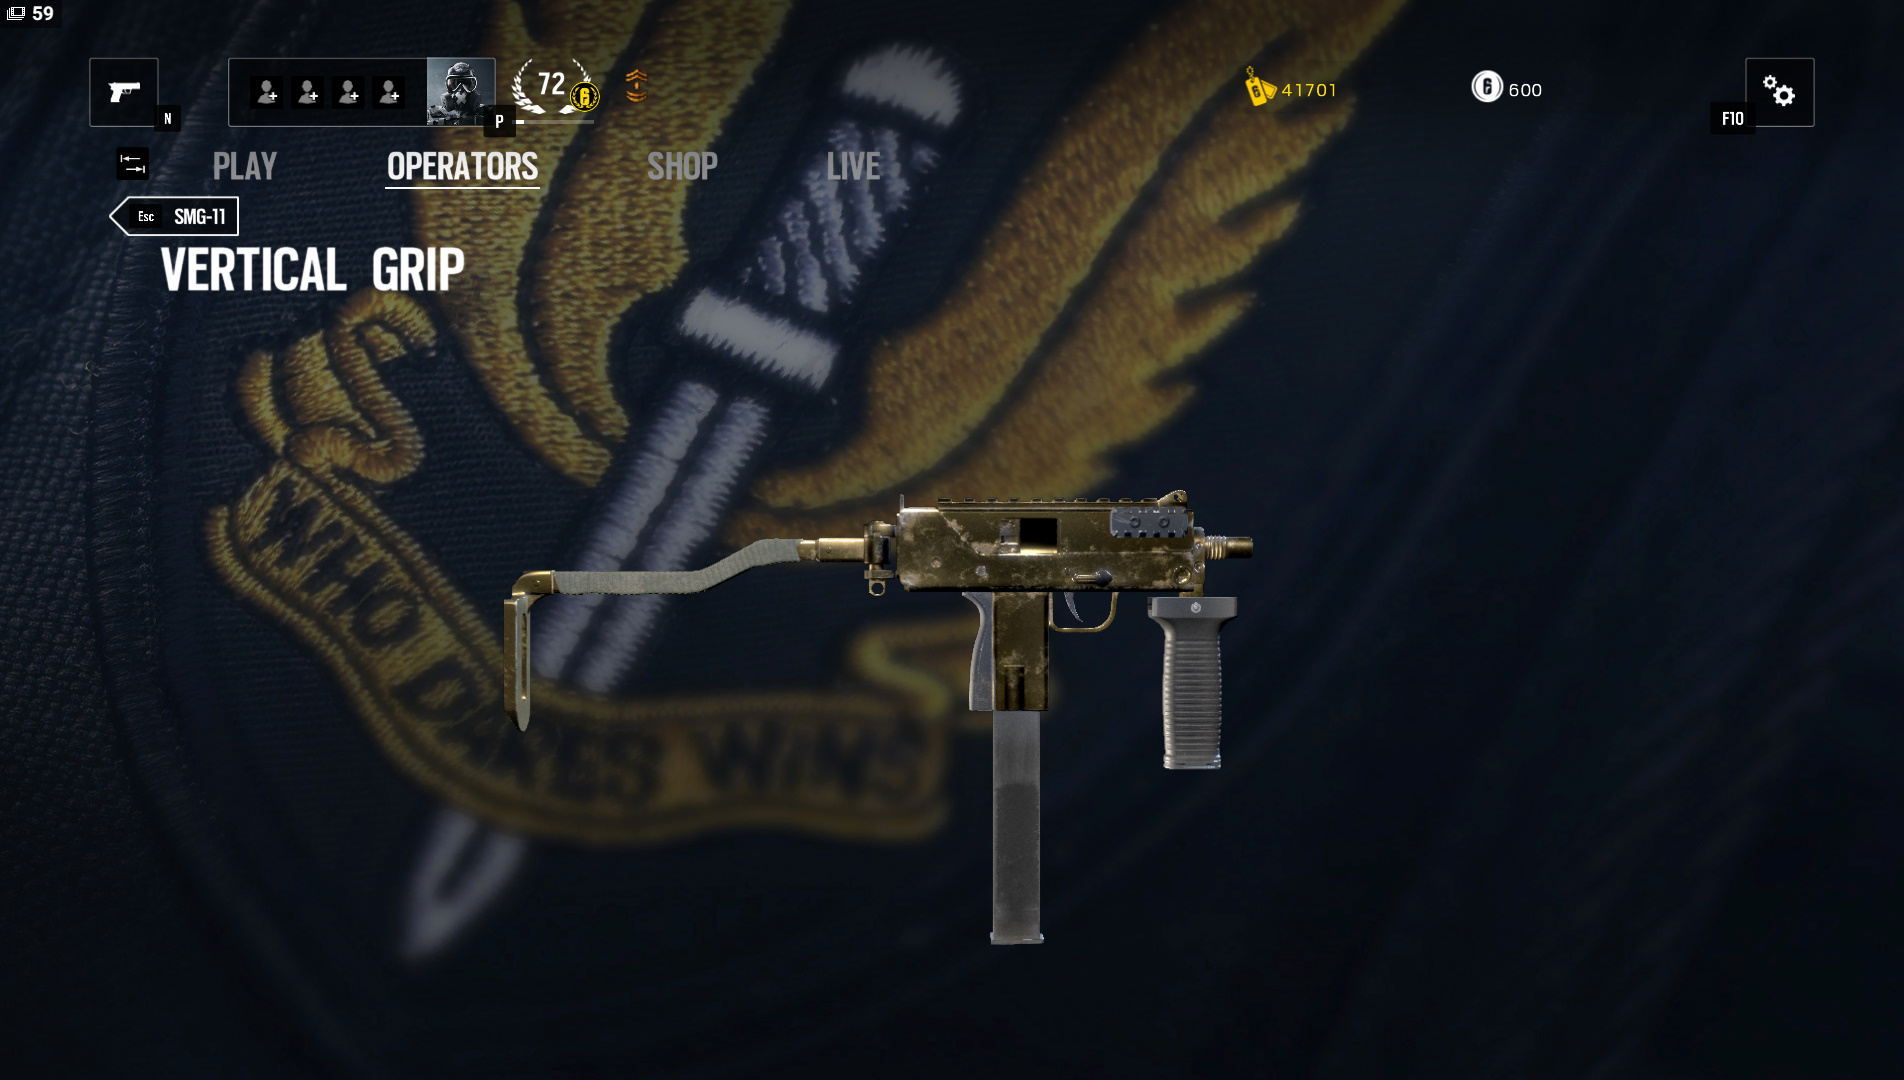 59
N
P
72
41701
600
F10
PLAY
OPERATORS
SHOP
LIVE
Esc
SMG-11
VERTICAL GRIP
WHO DARES WINS